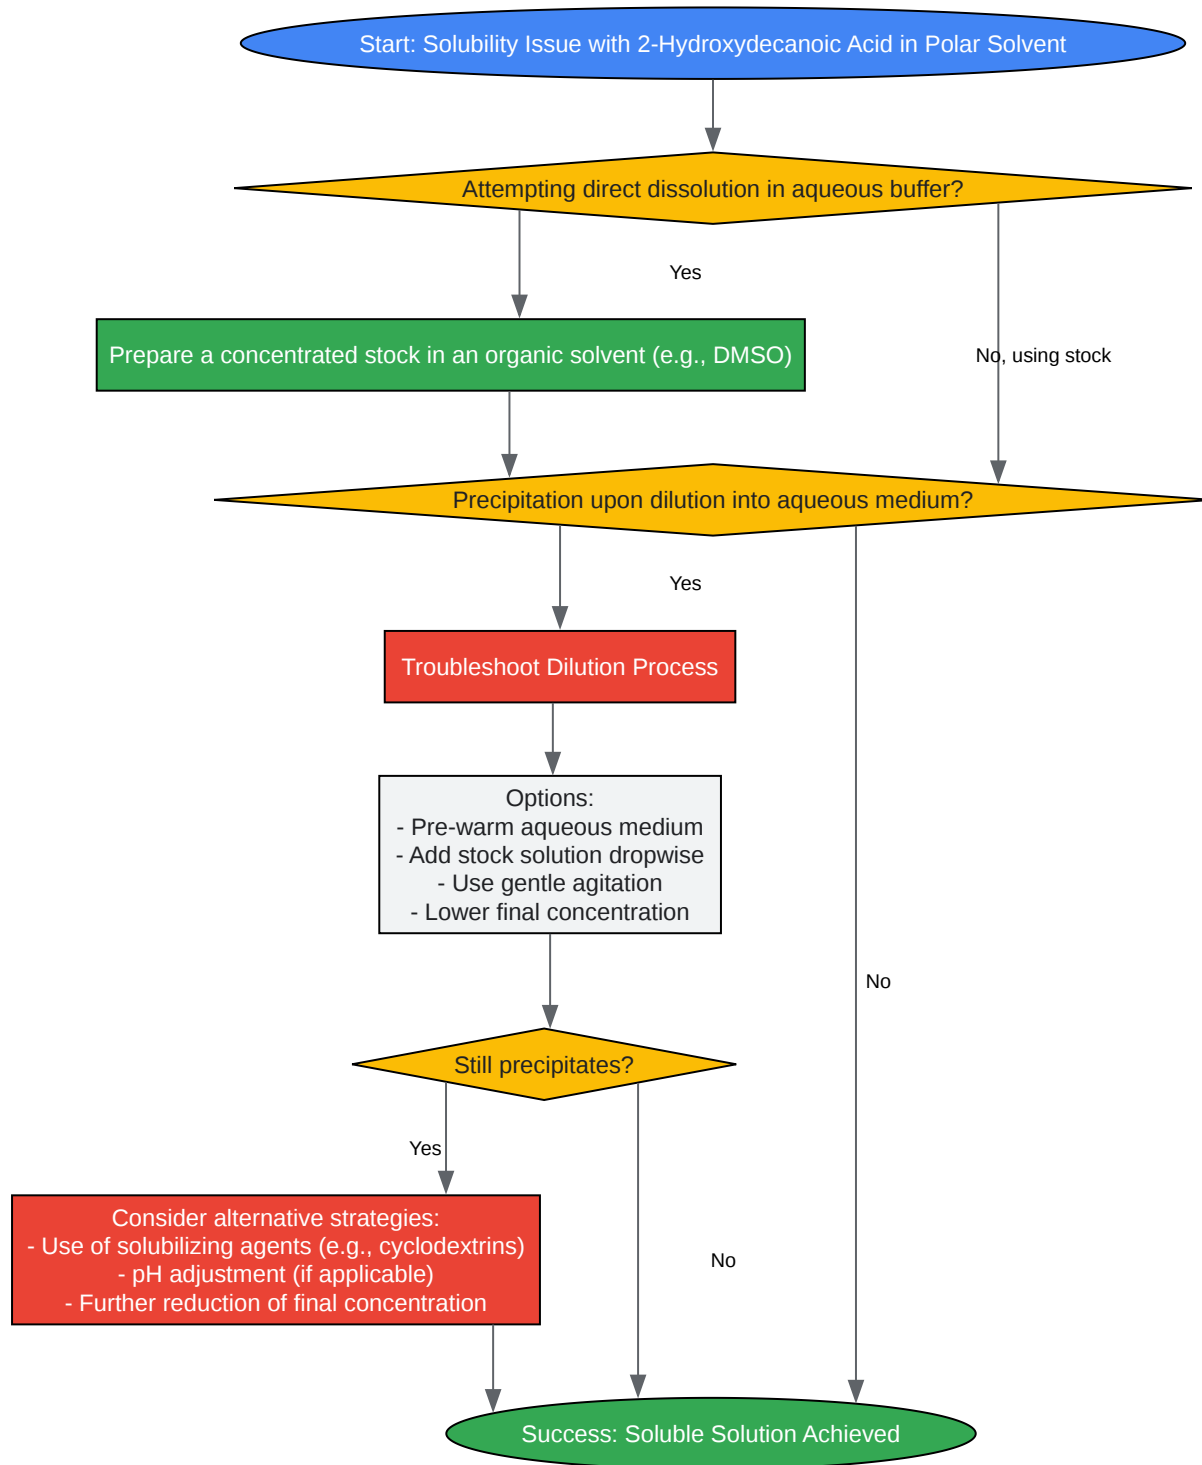 Start: Solubility Issue with 2-Hydroxydecanoic Acid in Polar Solvent
Attempting direct dissolution in aqueous buffer?
Yes
Prepare a concentrated stock in an organic solvent (e.g., DMSO)
No, using stock
Precipitation upon dilution into aqueous medium?
Yes
Troubleshoot Dilution Process
Options:
- Pre-warm aqueous medium
- Add stock solution dropwise
- Use gentle agitation
- Lower final concentration
No
Still precipitates?
Yes
Consider alternative strategies:
- Use of solubilizing agents (e.g., cyclodextrins)
- pH adjustment (if applicable)
- Further reduction of final concentration
No
Success: Soluble Solution Achieved